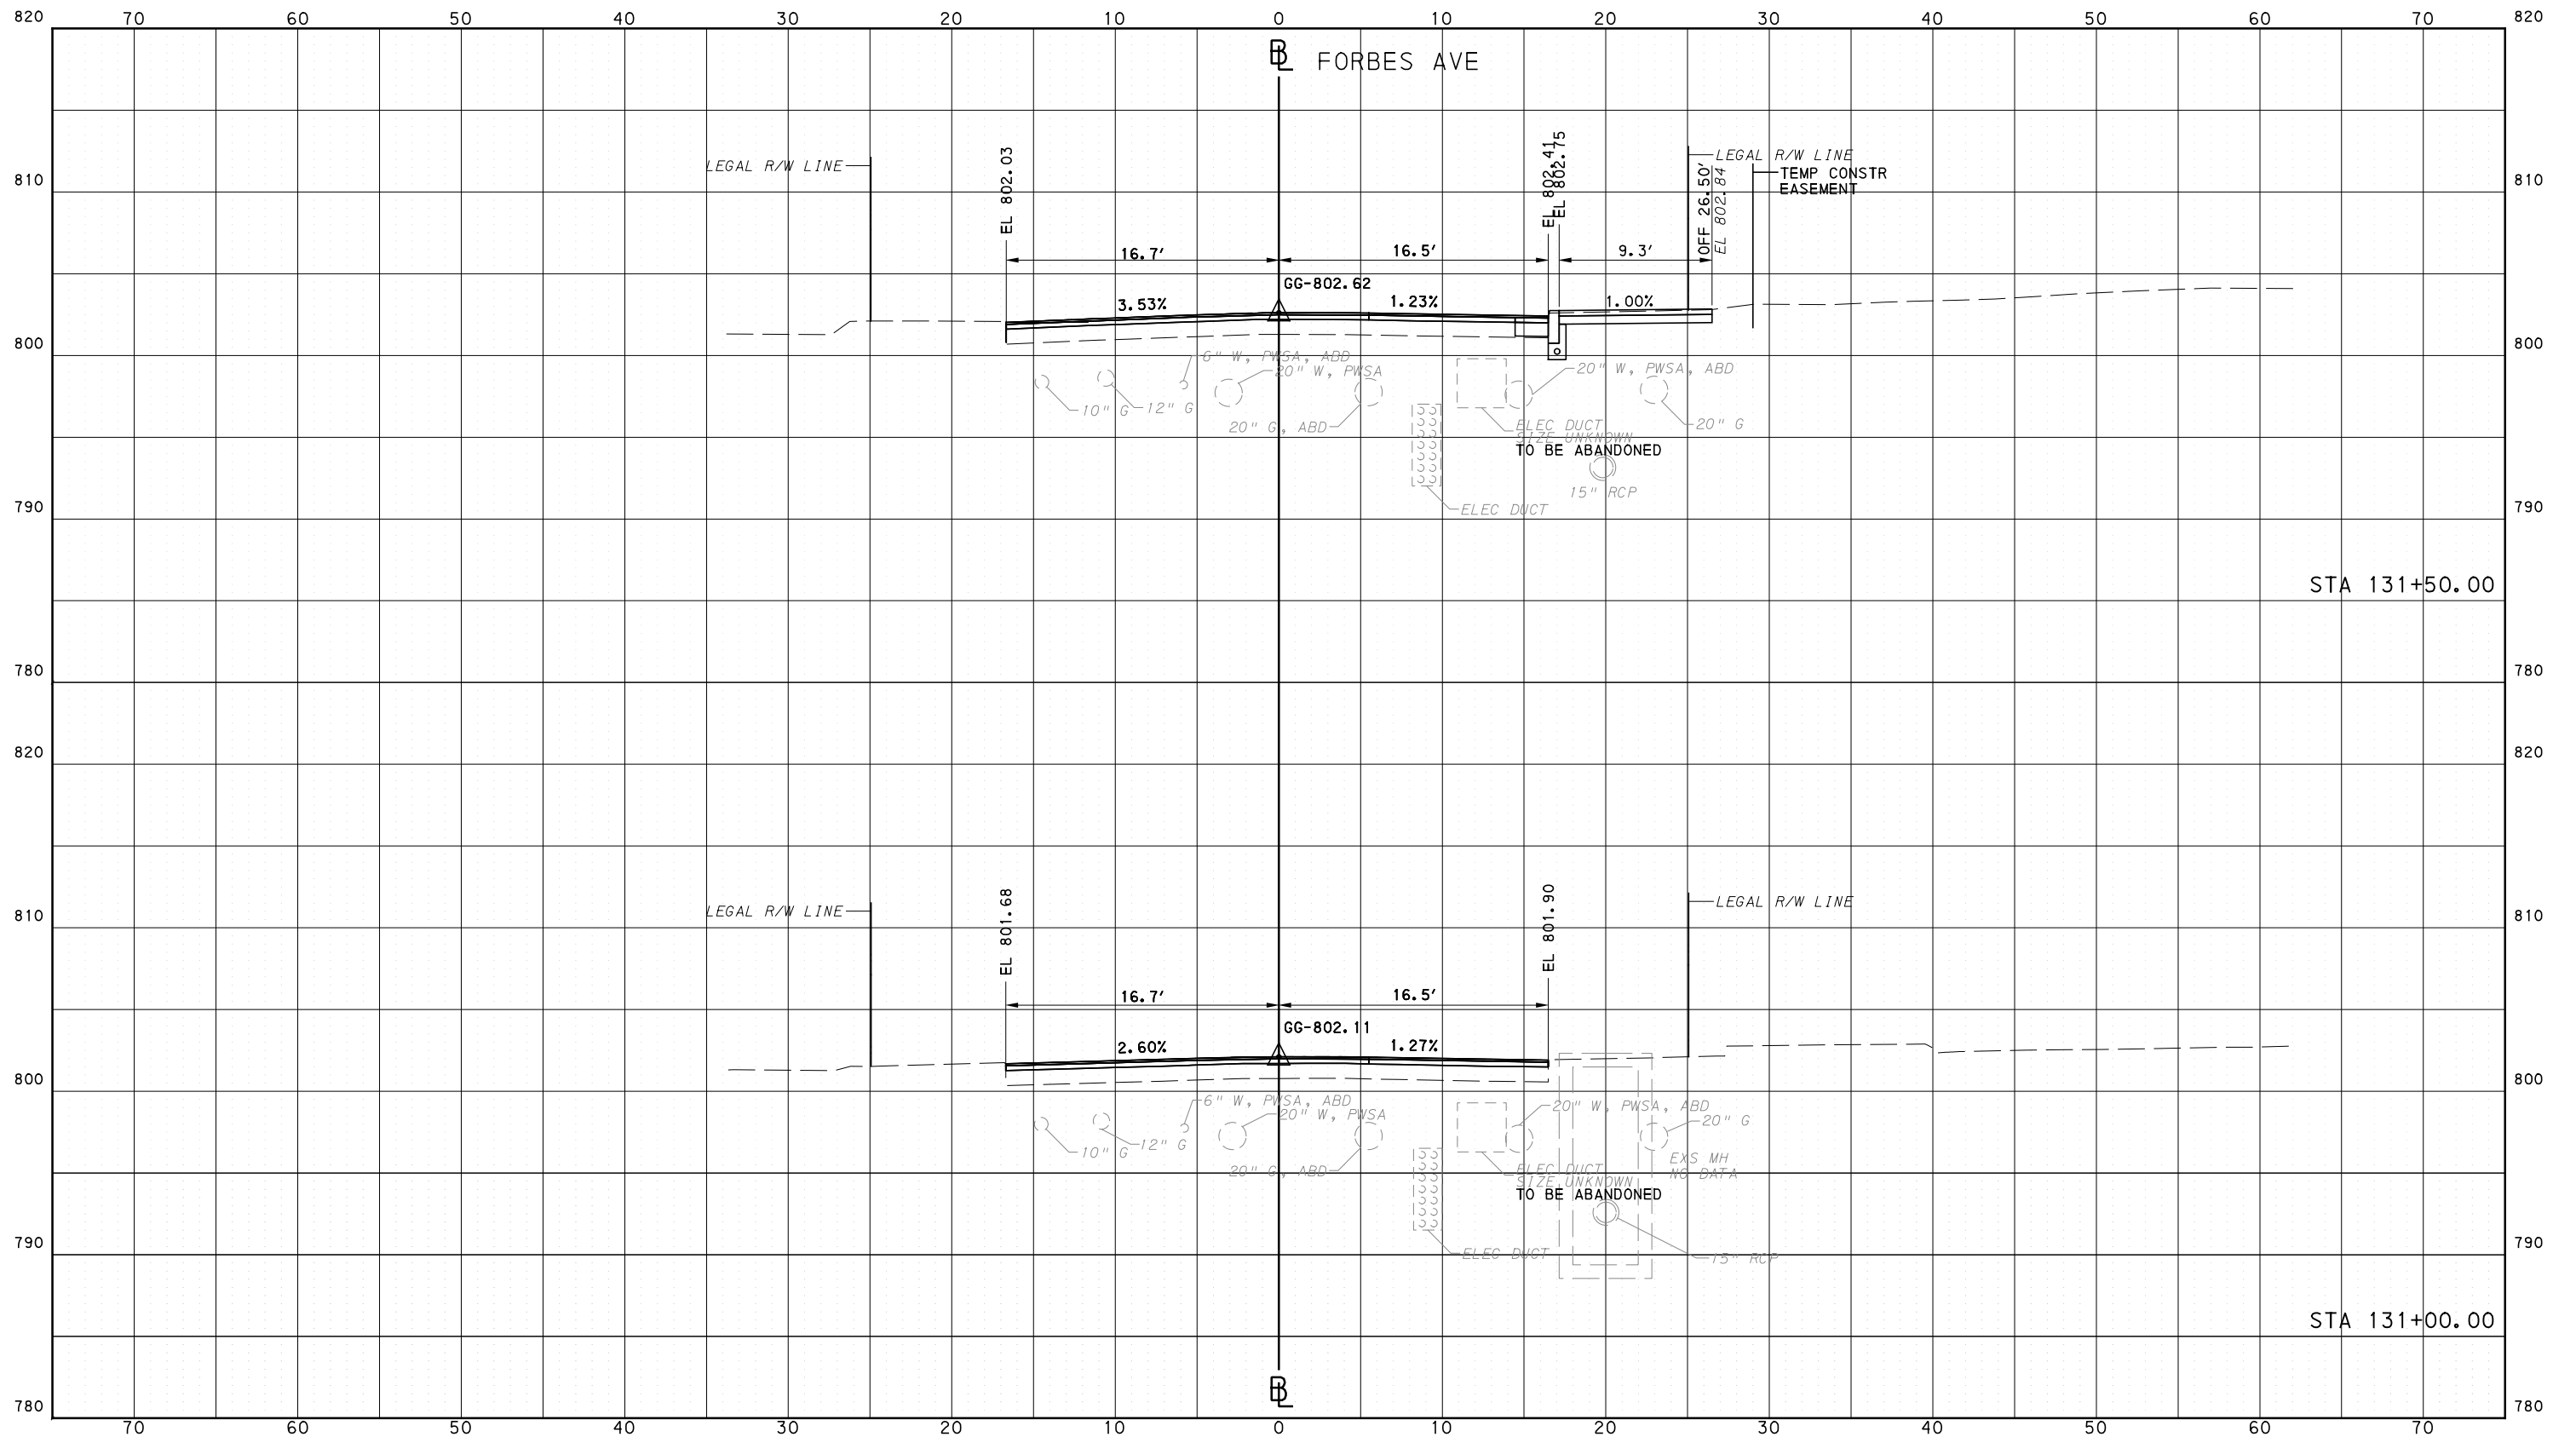 820 70 60 50 40 30 20 10 0 10 20 30 40 50 60 70 820
BL FORBES AVE
LEGAL R/W LINE
EL 802.03
EL 802.41
EL 802.75
LEGAL R/W LINE
OFF 26.50'
EL 802.84
TEMP CONSTR
EASEMENT
810 810
16.7' 16.5' 9.3'
GG-802.62
3.53% 1.23% 1.00%
800 800
6" W, PWSA, ABD
20" W, PWSA
20" W, PWSA, ABD
10" G
12" G
20" G, ABD
ELEC DUCT
SIZE UNKNOWN
TO BE ABANDONED
20" G
15" RCP
ELEC DUCT
790 790
STA 131+50.00
780 780
820 820
LEGAL R/W LINE
EL 801.68
EL 801.90
LEGAL R/W LINE
810 810
16.7' 16.5'
GG-802.11
2.60% 1.27%
800 800
6" W, PWSA, ABD
20" W, PWSA
20" W, PWSA, ABD
20" G
10" G
12" G
20" G, ABD
ELEC DUCT
SIZE UNKNOWN
TO BE ABANDONED
EXS MH
NO DATA
ELEC DUCT
15" RCP
790 790
STA 131+00.00
BL
780 780
70 60 50 40 30 20 10 0 10 20 30 40 50 60 70